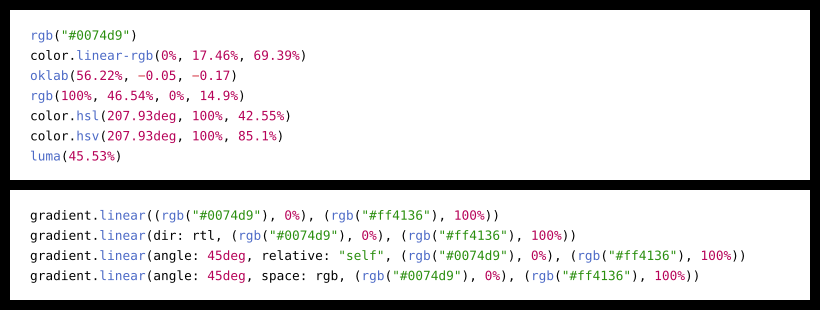 rgb("#0074d9")
color.linear-rgb(0%, 17.46%, 69.39%)
oklab(56.22%, −0.05, −0.17)
rgb(100%, 46.54%, 0%, 14.9%)
color.hsl(207.93deg, 100%, 42.55%)
color.hsv(207.93deg, 100%, 85.1%)
luma(45.53%)
gradient.linear((rgb("#0074d9"), 0%), (rgb("#ff4136"), 100%))
gradient.linear(dir: rtl, (rgb("#0074d9"), 0%), (rgb("#ff4136"), 100%))
gradient.linear(angle: 45deg, relative: "self", (rgb("#0074d9"), 0%), (rgb("#ff4136"), 100%))
gradient.linear(angle: 45deg, space: rgb, (rgb("#0074d9"), 0%), (rgb("#ff4136"), 100%))